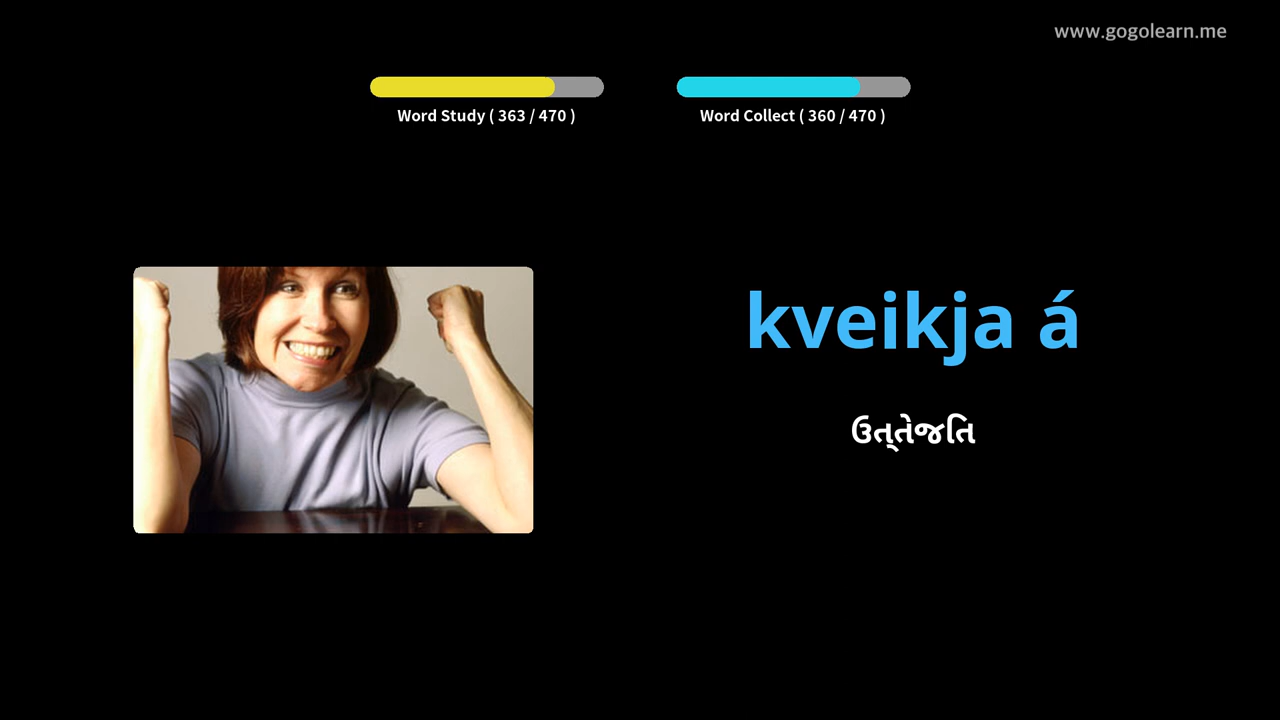 www.gogolearn.me
Word Study ( 363 / 470 )
Word Collect ( 360 / 470 )
kveikja á
ઉત્તેજતિ